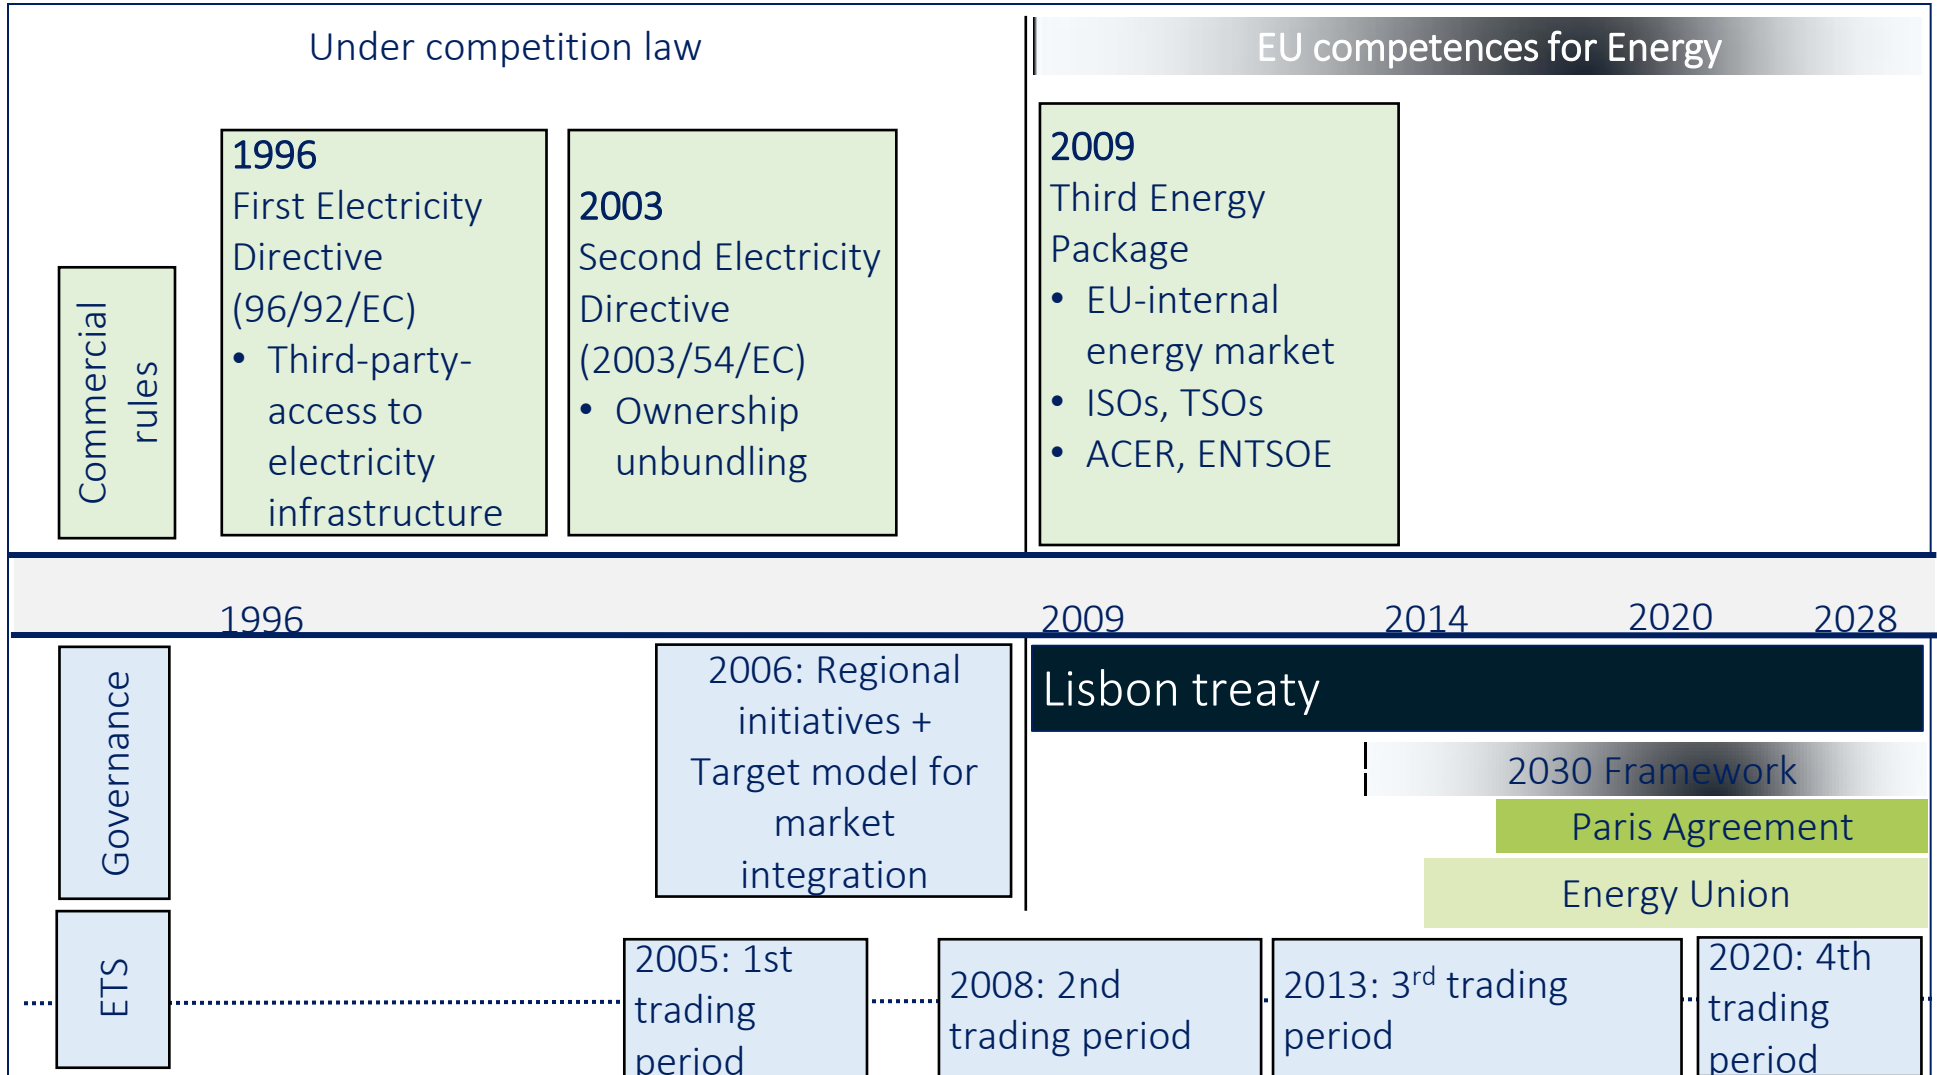 Under competition law
EU competences for Energy
Commercial
rules
1996
First Electricity
Directive
(96/92/EC)
• Third-party-
access to
electricity
infrastructure
2003
Second Electricity
Directive
(2003/54/EC)
• Ownership
unbundling
2009
Third Energy
Package
• EU-internal
energy market
• ISOs, TSOs
• ACER, ENTSOE
1996
2009
2014
2020
2028
Governance
2006: Regional
initiatives +
Target model for
market
integration
Lisbon treaty
2030 Framework
Paris Agreement
Energy Union
ETS
2005: 1st
trading
period
2008: 2nd
trading period
2013: 3rd trading
period
2020: 4th
trading
period